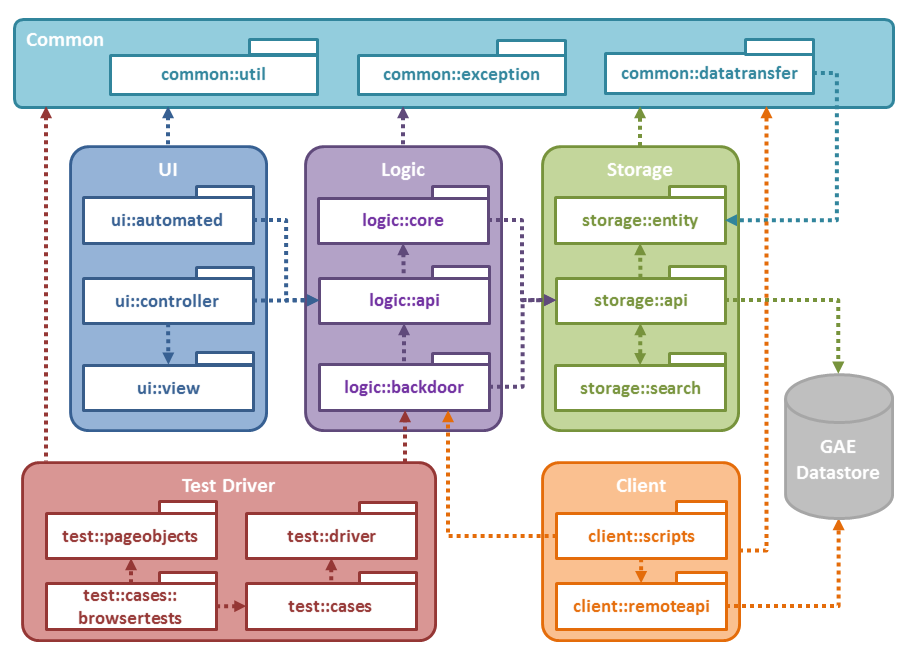 Common
common::util
common::exception
common::datatransfer
UI
ui::automated
ui::controller
ui::view
Logic
logic::core
logic::api
logic::backdoor
Storage
storage::entity
storage::api
storage::search
GAE
Datastore
Test Driver
test::pageobjects
test::driver
test::cases::
browsertests
test::cases
Client
client::scripts
client::remoteapi